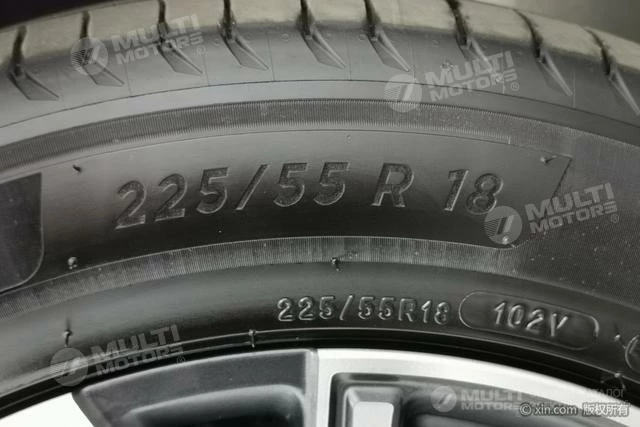 MULTI
MOTORS®
MULTI
MOTORS®
225/55 R 18
MULTI
MOTORS®
225/55R18 102V
MULTI
MOTORS®
MULTI
MOTORS
© xin.com 版权所有